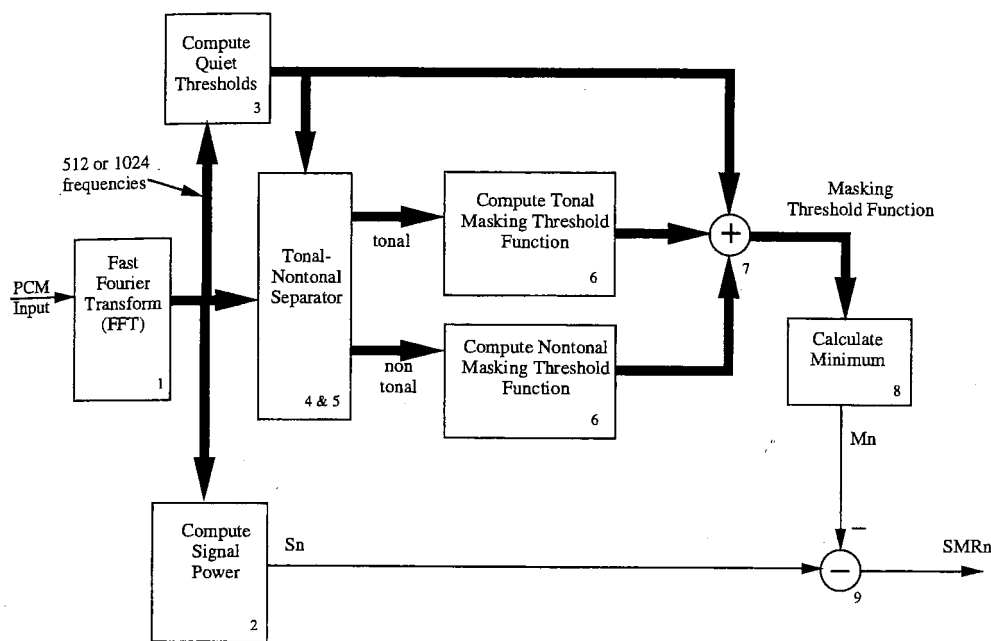 Compute
Quiet
Thresholds
3
512 or 1024
frequencies
PCM
Input
Fast
Fourier
Transform
(FFT)
1
Tonal-
Nontonal
Separator
4 & 5
tonal
non
tonal
Compute Tonal
Masking Threshold
Function
6
Compute Nontonal
Masking Threshold
Function
6
+
7
Masking
Threshold Function
Calculate
Minimum
8
Mn
Compute
Signal
Power
2
Sn
−
−
9
SMRn